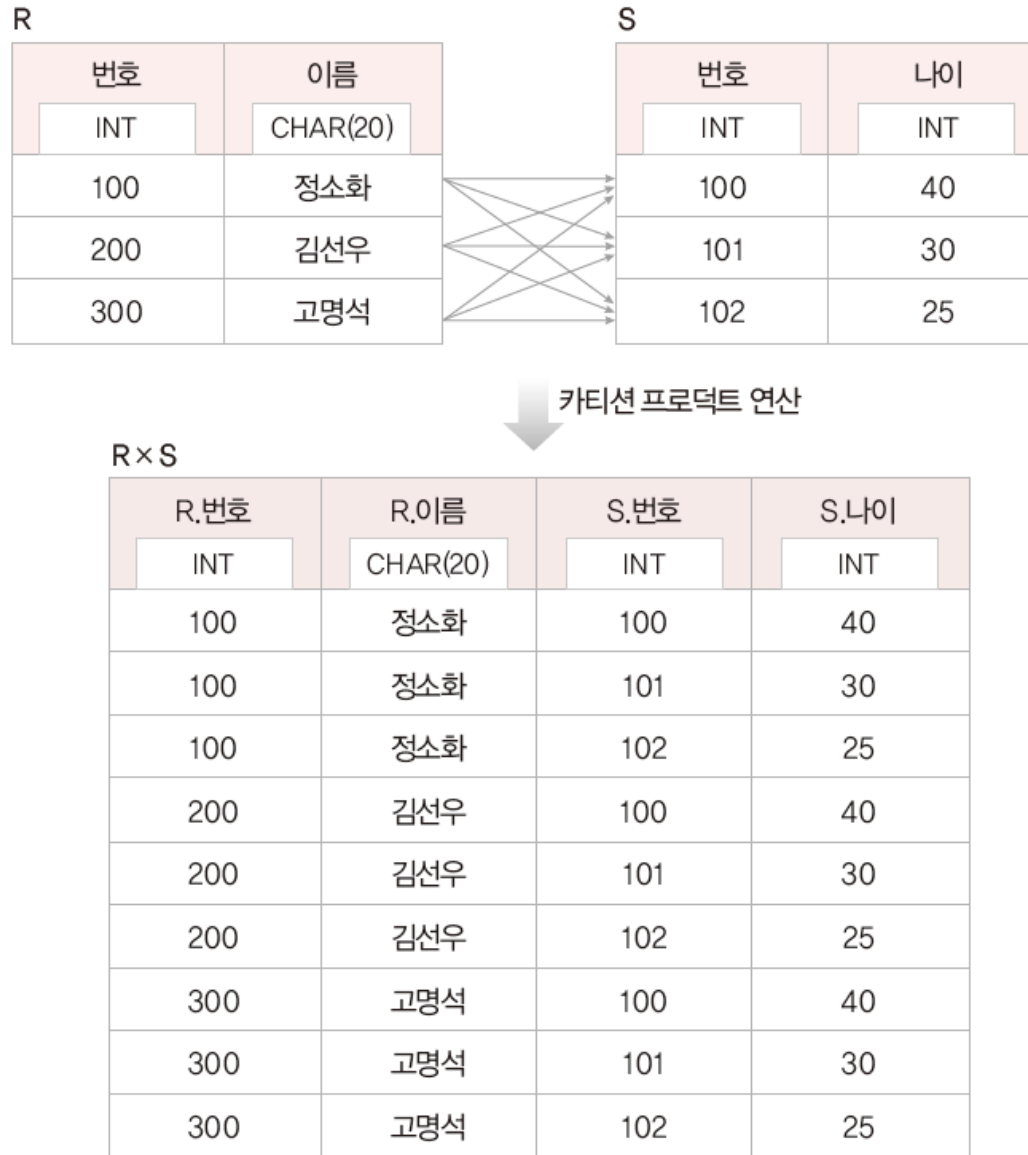 R S
번호 이름 번호 나이
INT CHAR(20) INT INT
100 정소화 100 40
200 김선우 101 30
300 고명석 102 25
카티션 프로덕트 연산
R×S
R.번호 R.이름 S.번호 S.나이
INT CHAR(20) INT INT
100 정소화 100 40
100 정소화 101 30
100 정소화 102 25
200 김선우 100 40
200 김선우 101 30
200 김선우 102 25
300 고명석 100 40
300 고명석 101 30
300 고명석 102 25